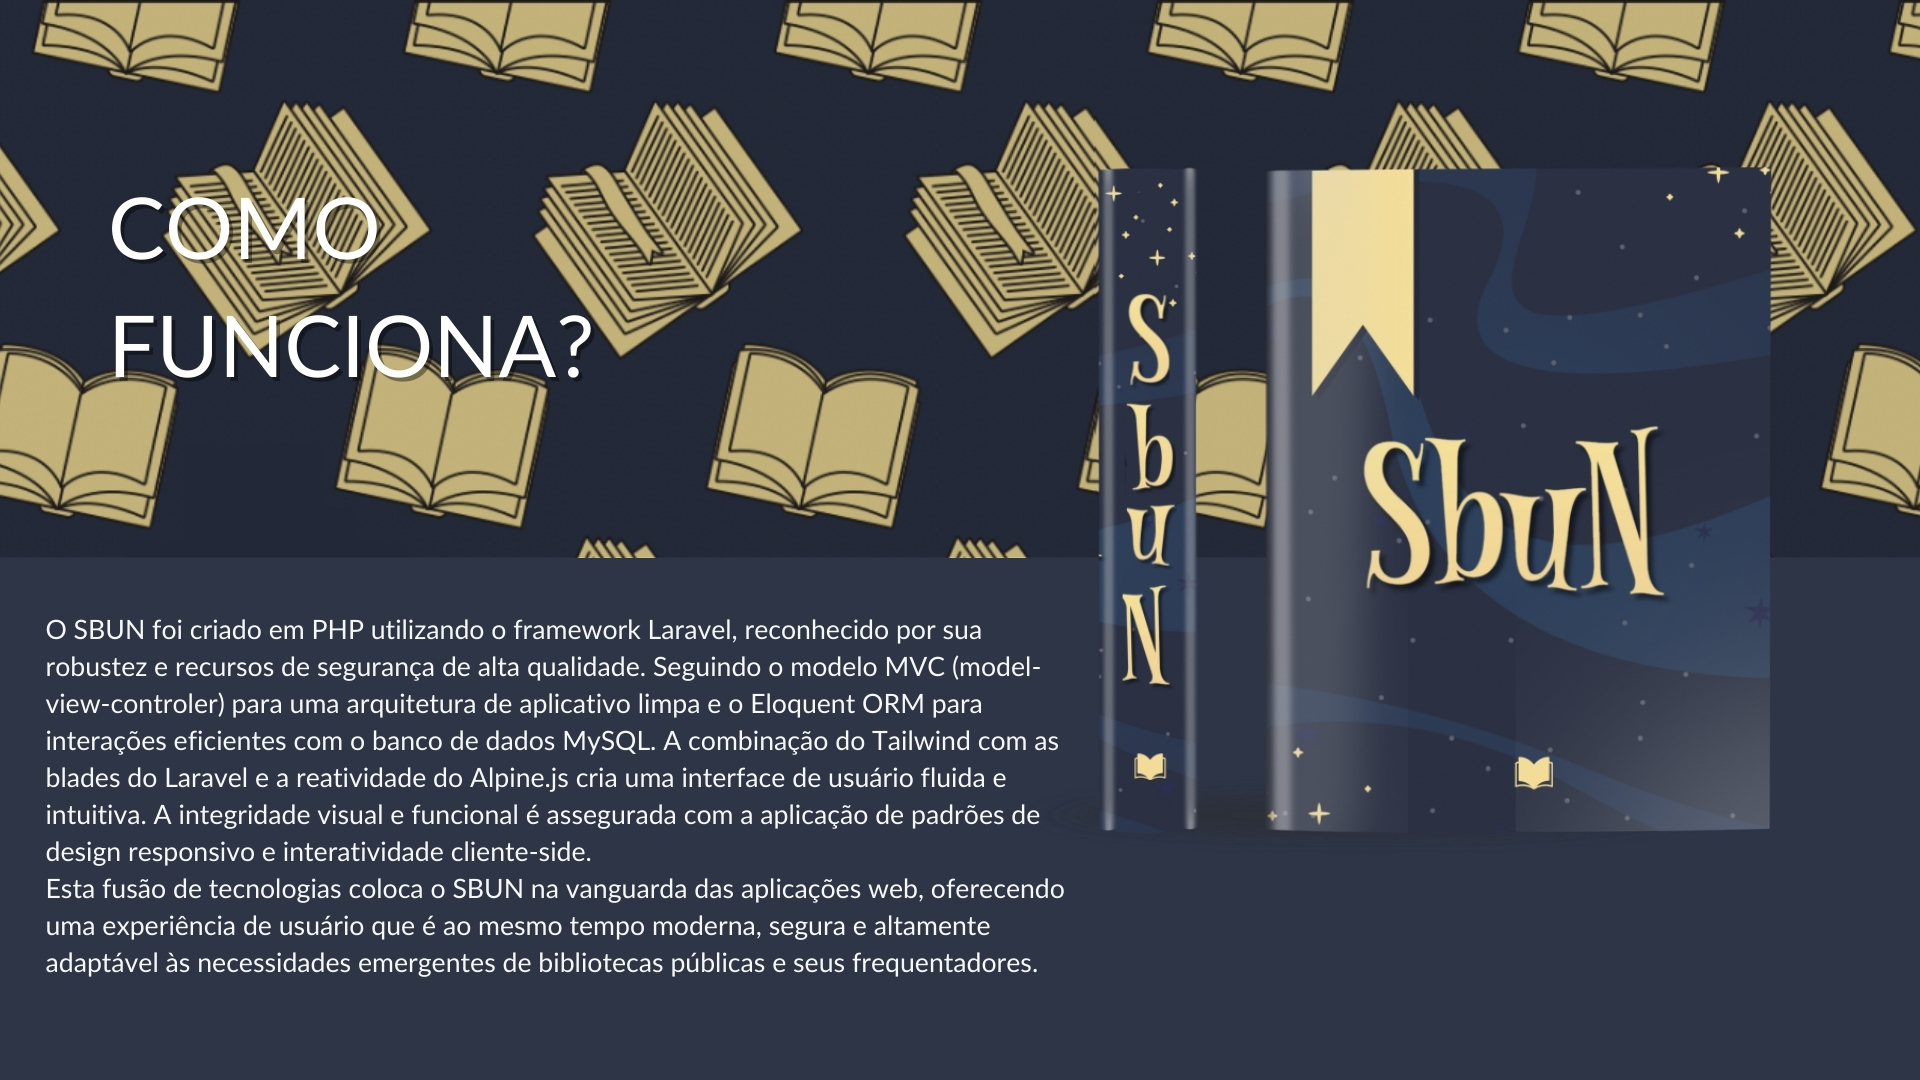 COMO
FUNCIONA?
S
b
u
N
SbuN
O SBUN foi criado em PHP utilizando o framework Laravel, reconhecido por sua
robustez e recursos de segurança de alta qualidade. Seguindo o modelo MVC (model-
view-controler) para uma arquitetura de aplicativo limpa e o Eloquent ORM para
interações eficientes com o banco de dados MySQL. A combinação do Tailwind com as
blades do Laravel e a reatividade do Alpine.js cria uma interface de usuário fluida e
intuitiva. A integridade visual e funcional é assegurada com a aplicação de padrões de
design responsivo e interatividade cliente-side.
Esta fusão de tecnologias coloca o SBUN na vanguarda das aplicações web, oferecendo
uma experiência de usuário que é ao mesmo tempo moderna, segura e altamente
adaptável às necessidades emergentes de bibliotecas públicas e seus frequentadores.